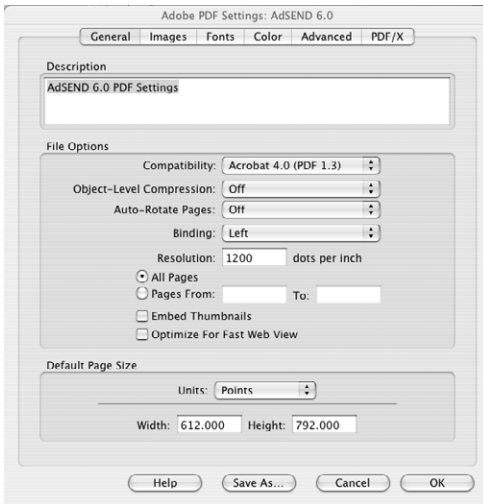 Adobe PDF Settings: AdSEND 6.0
General Images Fonts Color Advanced PDF/X
Description
AdSEND 6.0 PDF Settings
File Options
Compatibility: Acrobat 4.0 (PDF 1.3)
Object-Level Compression: Off
Auto-Rotate Pages: Off
Binding: Left
Resolution: 1200 dots per inch
All Pages
Pages From: To:
Embed Thumbnails
Optimize For Fast Web View
Default Page Size
Units: Points
Width: 612.000 Height: 792.000
Help Save As... Cancel OK